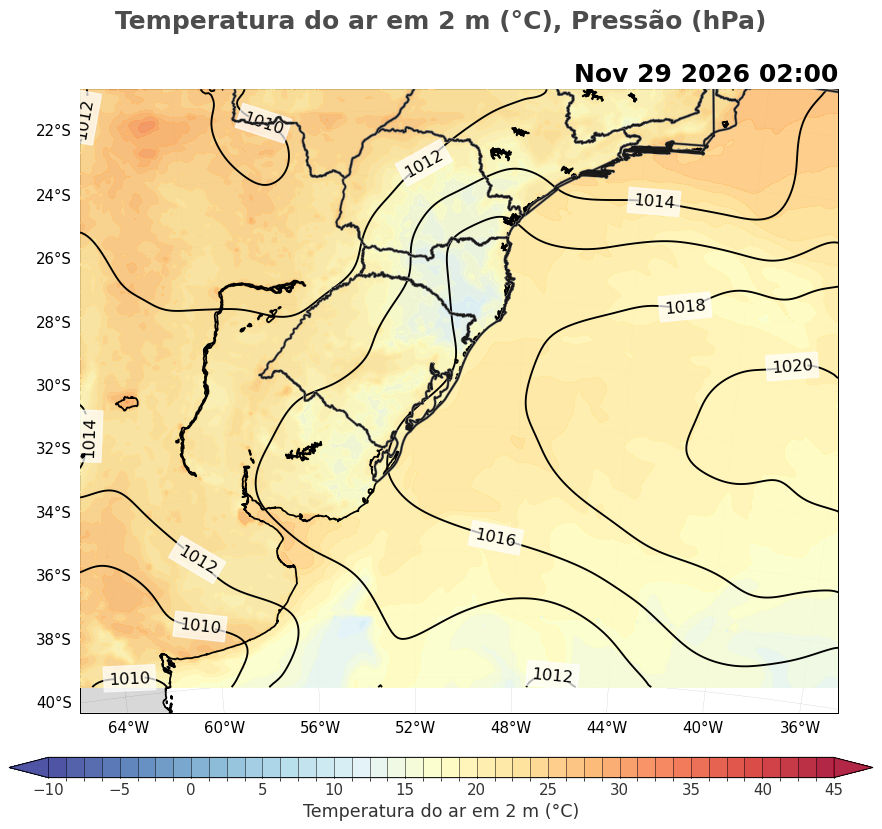 Temperatura do ar em 2 m (°C), Pressão (hPa)
Nov 29 2026 02:00
1012
1010
22°S
1012
24°S
1014
26°S
1018
28°S
1020
30°S
1014
32°S
34°S
1016
1012
36°S
1010
38°S
1010
1012
40°S
64°W 60°W 56°W 52°W 48°W 44°W 40°W 36°W
−10 −5 0 5 10 15 20 25 30 35 40 45
Temperatura do ar em 2 m (°C)